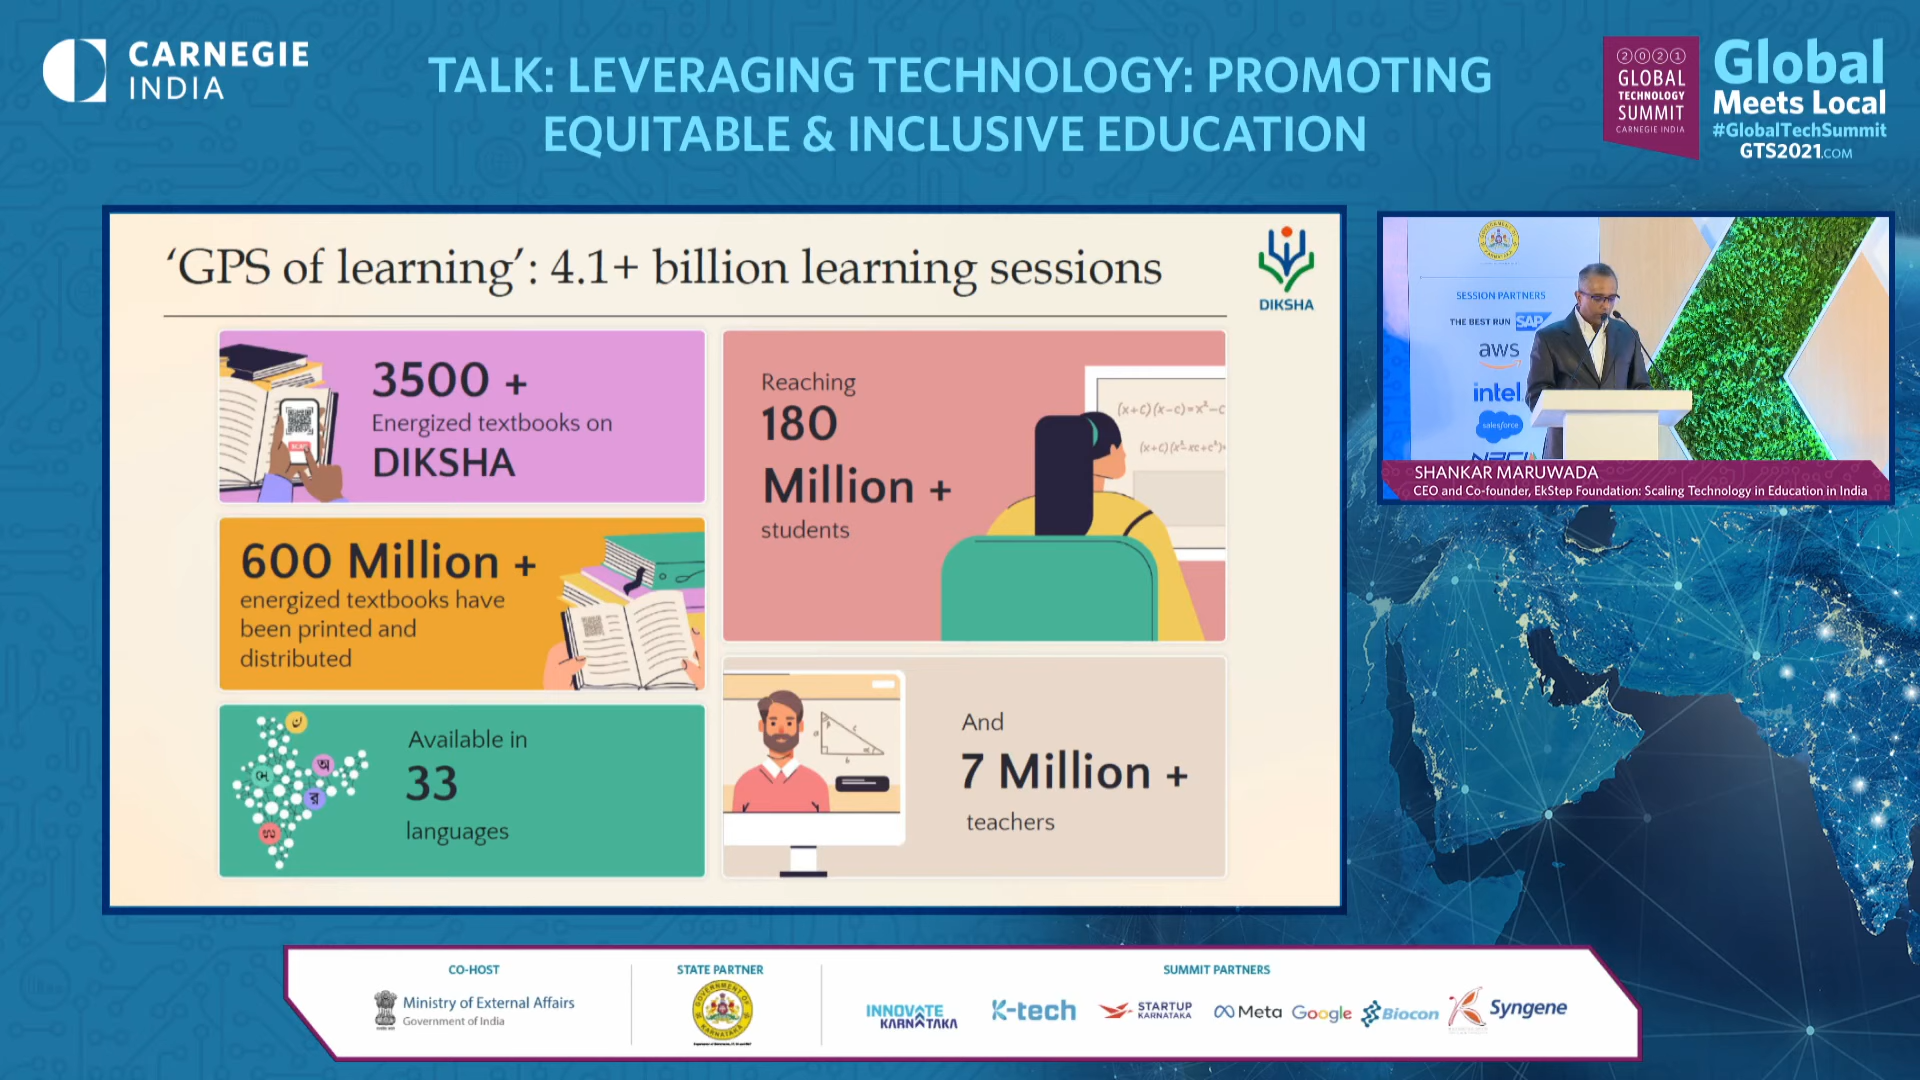 CARNEGIE
INDIA
TALK: LEVERAGING TECHNOLOGY: PROMOTING
EQUITABLE & INCLUSIVE EDUCATION
2021
GLOBAL
TECHNOLOGY
SUMMIT
CARNEGIE INDIA
Global
Meets Local
#GlobalTechSummit
GTS2021.COM
'GPS of learning': 4.1+ billion learning sessions
DIKSHA
3500 +
Energized textbooks on
DIKSHA
600 Million +
energized textbooks have
been printed and
distributed
Available in
33
languages
Reaching
180
Million +
students
(x+c)(x-c)=x²-c
And
7 Million +
teachers
SESSION PARTNERS
THE BEST RUN SAP
aws
intel
salesforce
SHANKAR MARUWADA
CEO and Co-founder, EkStep Foundation: Scaling Technology in Education in India
CO-HOST
Ministry of External Affairs
Government of India
STATE PARTNER
GOVERNMENT OF
KARNATAKA
SUMMIT PARTNERS
INNOVATE
KARNATAKA
K-tech
STARTUP
KARNATAKA
Meta
Google
Biocon
Syngene